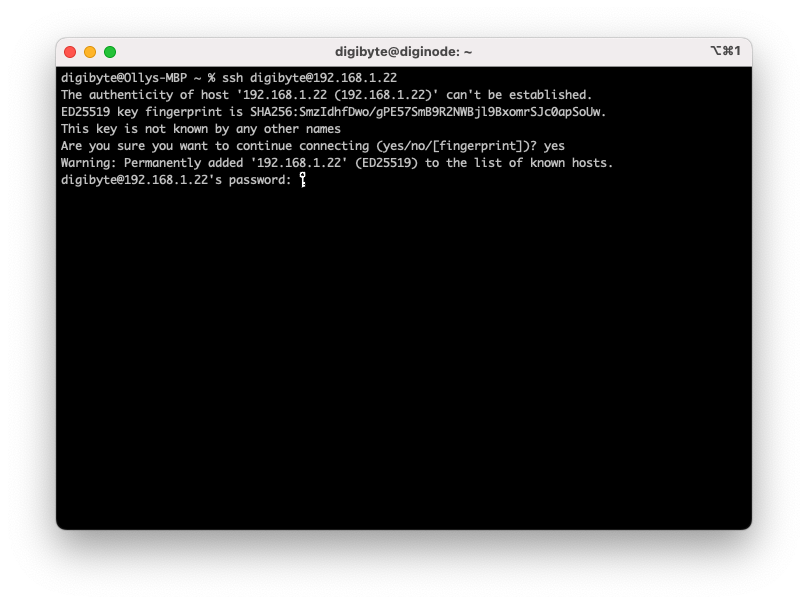 digibyte@diginode: ~
⌥⌘1
digibyte@Ollys-MBP ~ % ssh digibyte@192.168.1.22
The authenticity of host '192.168.1.22 (192.168.1.22)' can't be established.
ED25519 key fingerprint is SHA256:SmzIdhfDwo/gPE57SmB9R2NWBjl9BxomrSJc0apSoUw.
This key is not known by any other names
Are you sure you want to continue connecting (yes/no/[fingerprint])? yes
Warning: Permanently added '192.168.1.22' (ED25519) to the list of known hosts.
digibyte@192.168.1.22's password: